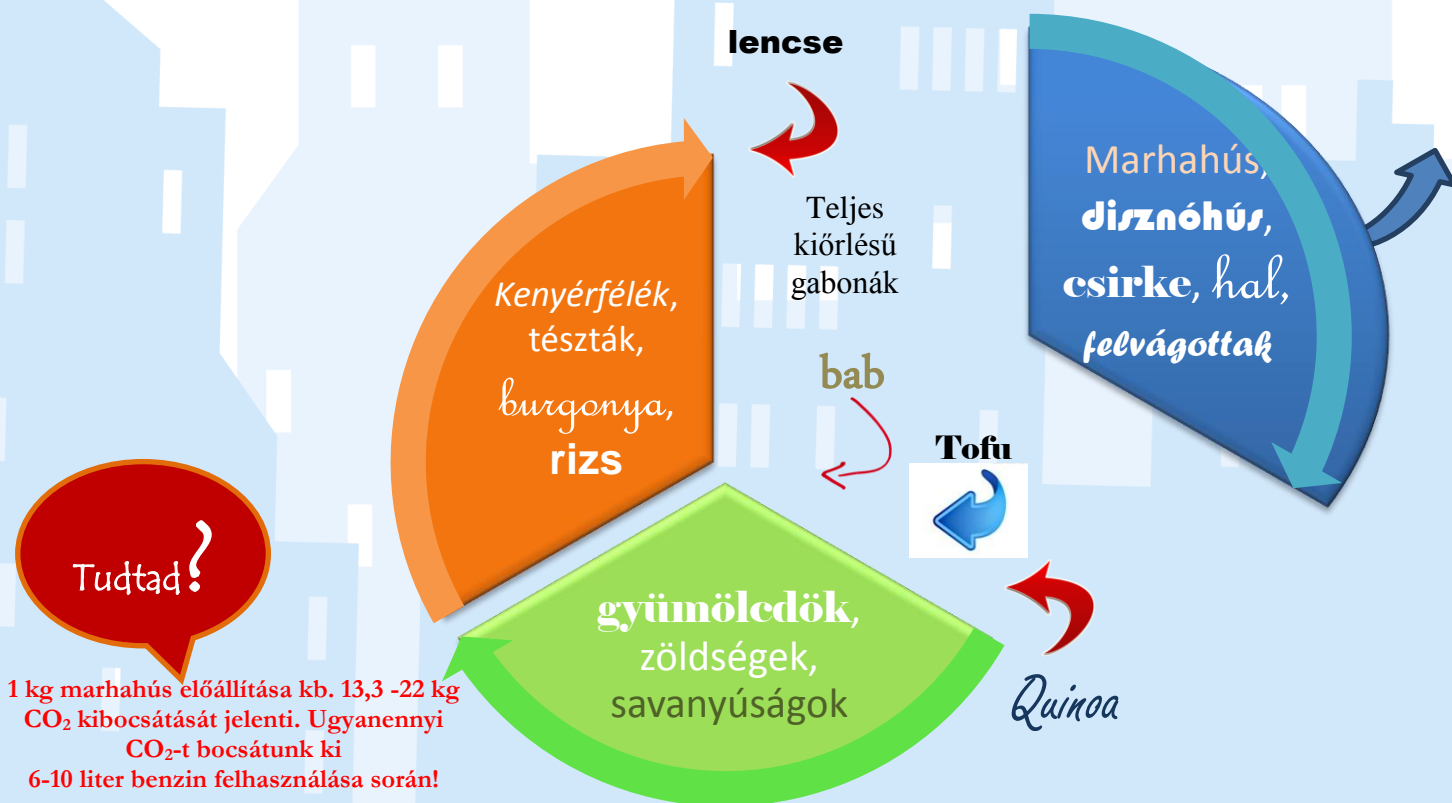 lencse
Teljes
kiőrlésű
gabonák
Marhahús,
disznóhús,
csirke, hal,
felvágottak
Kenyérfélék,
tészták,
burgonya,
rizs
bab
Tofu
gyümölcdök,
zöldségek,
savanyúságok
Quinoa
Tudtad?
1 kg marhahús előállítása kb. 13,3 -22 kg
CO₂ kibocsátását jelenti. Ugyanennyi
CO₂-t bocsátunk ki
6-10 liter benzin felhasználása során!